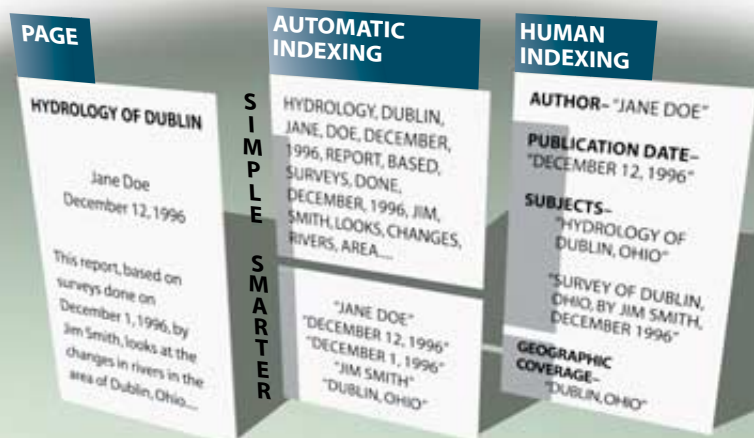 PAGE
HYDROLOGY OF DUBLIN
Jane Doe
December 12, 1996
This report, based on
surveys done on
December 1, 1996, by
Jim Smith, looks at the
changes in rivers in the
area of Dublin, Ohio....
AUTOMATIC
INDEXING
SIMPLE
HYDROLOGY, DUBLIN,
JANE, DOE, DECEMBER,
1996, REPORT, BASED,
SURVEYS, DONE,
DECEMBER, 1996, JIM,
SMITH, LOOKS, CHANGES,
RIVERS, AREA....
SMARTER
"JANE DOE"
"DECEMBER 12, 1996"
"DECEMBER 1, 1996"
"JIM SMITH"
"DUBLIN, OHIO"
HUMAN
INDEXING
AUTHOR– "JANE DOE"
PUBLICATION DATE–
"DECEMBER 12, 1996"
SUBJECTS–
"HYDROLOGY OF
DUBLIN, OHIO"
"SURVEY OF DUBLIN,
OHIO, BY JIM SMITH,
DECEMBER 1996"
GEOGRAPHIC
COVERAGE–
"DUBLIN, OHIO"